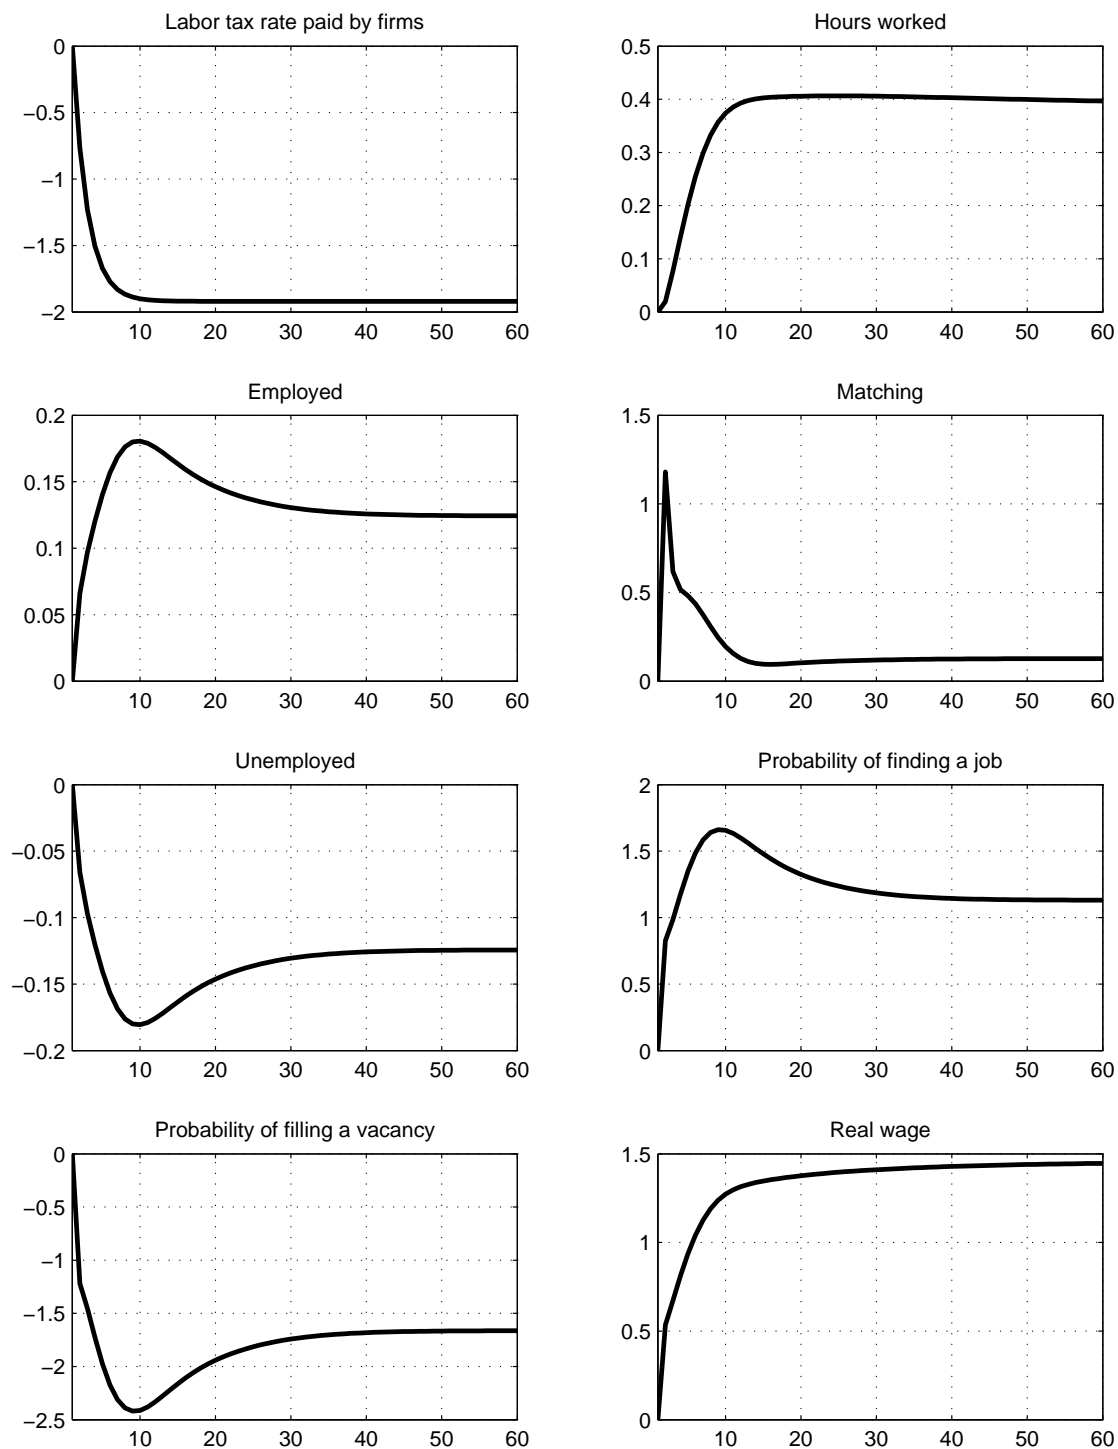 Labor tax rate paid by firms
0
−0.5
−1
−1.5
−2
10 20 30 40 50 60
Hours worked
0.5
0.4
0.3
0.2
0.1
0
10 20 30 40 50 60
Employed
0.2
0.15
0.1
0.05
0
10 20 30 40 50 60
Matching
1.5
1
0.5
0
10 20 30 40 50 60
Unemployed
0
−0.05
−0.1
−0.15
−0.2
10 20 30 40 50 60
Probability of finding a job
2
1.5
1
0.5
0
10 20 30 40 50 60
Probability of filling a vacancy
0
−0.5
−1
−1.5
−2
−2.5
10 20 30 40 50 60
Real wage
1.5
1
0.5
0
10 20 30 40 50 60